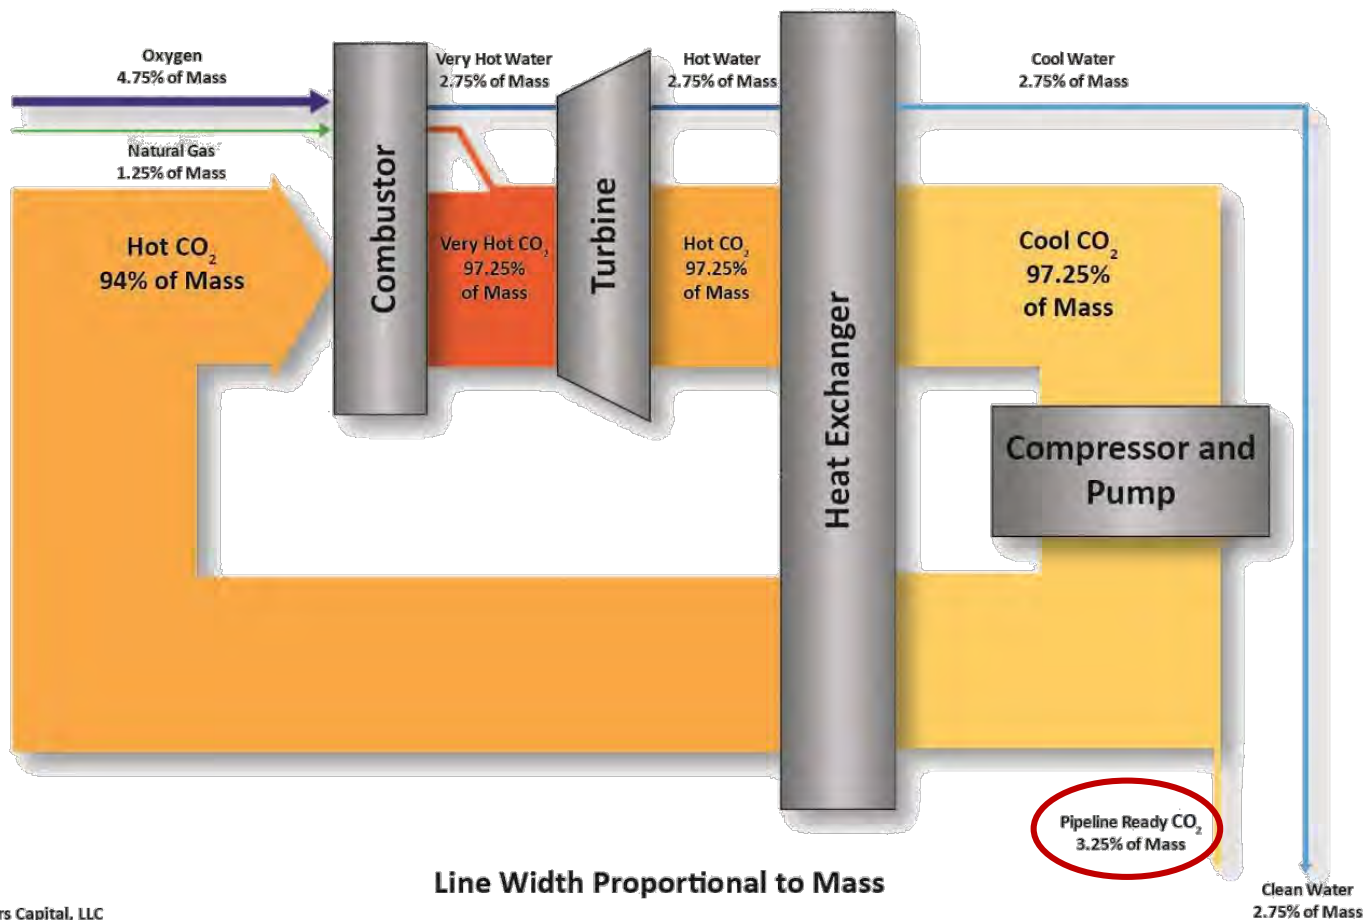 Oxygen
4.75% of Mass
Natural Gas
1.25% of Mass
Hot CO₂
94% of Mass
Combustor
Very Hot Water
2.75% of Mass
Very Hot CO₂
97.25%
of Mass
Turbine
Hot Water
2.75% of Mass
Hot CO₂
97.25%
of Mass
Heat Exchanger
Cool Water
2.75% of Mass
Cool CO₂
97.25%
of Mass
Compressor and
Pump
Pipeline Ready CO₂
3.25% of Mass
Clean Water
2.75% of Mass
Line Width Proportional to Mass
Capital, LLC